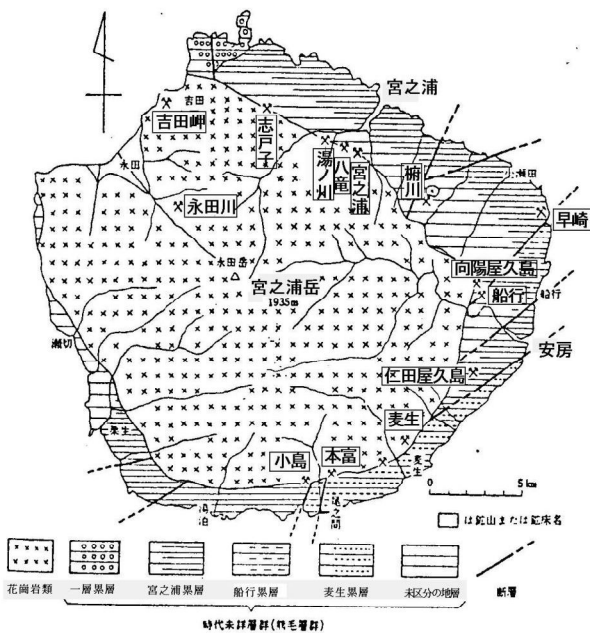 宮之浦
吉田
吉田岬
志戸子
湯ノ川
八竜
宮之浦
椨川
瀬田
早崎
永田
永田川
永田岳
宮之浦岳
1935m
向陽屋久島
船行
船行
安房
瀬切
仁田屋久島
麦生
麦生
栗生
小島
本富
湯泊
尾之間
0 5km
は鉱山または鉱床名
花崗岩類
一層累層
宮之浦累層
船行累層
麦生累層
未区分の地層
断層
時代未詳層群(熊毛層群)